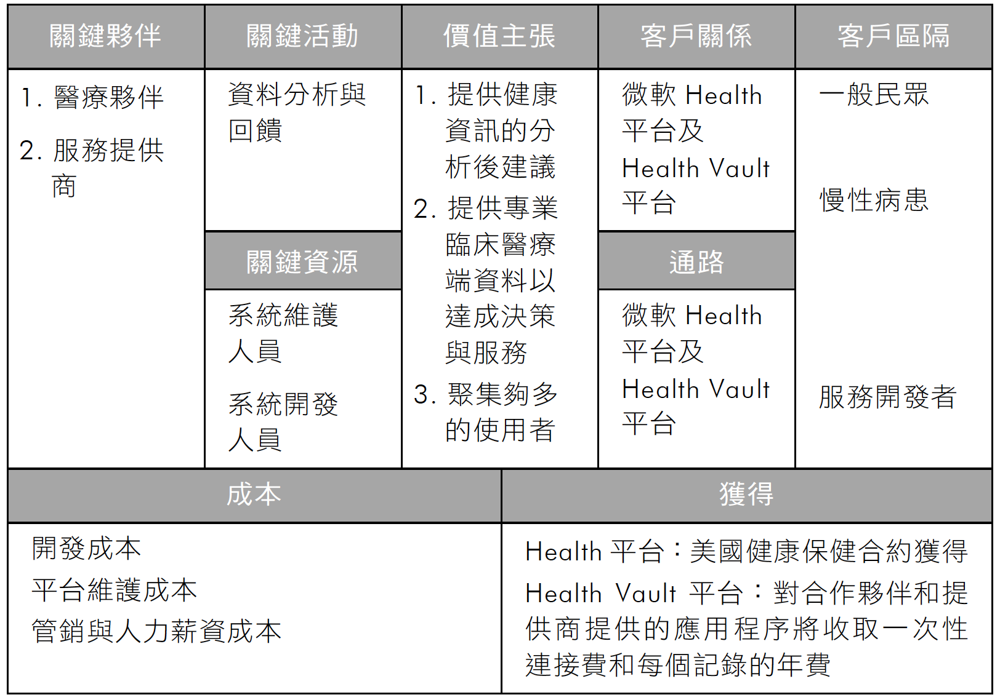 關鍵夥伴
1. 醫療夥伴
2. 服務提供
商
關鍵活動
資料分析與
回饋
關鍵資源
系統維護
人員
系統開發
人員
價值主張
1. 提供健康
資訊的分
析後建議
2. 提供專業
臨床醫療
端資料以
達成決策
與服務
3. 聚集夠多
的使用者
客戶關係
微軟 Health
平台及
Health Vault
平台
通路
微軟 Health
平台及
Health Vault
平台
客戶區隔
一般民眾
慢性病患
服務開發者
成本
開發成本
平台維護成本
管銷與人力薪資成本
獲得
Health 平台：美國健康保健合約獲得
Health Vault 平台：對合作夥伴和提
供商提供的應用程序將收取一次性
連接費和每個記錄的年費